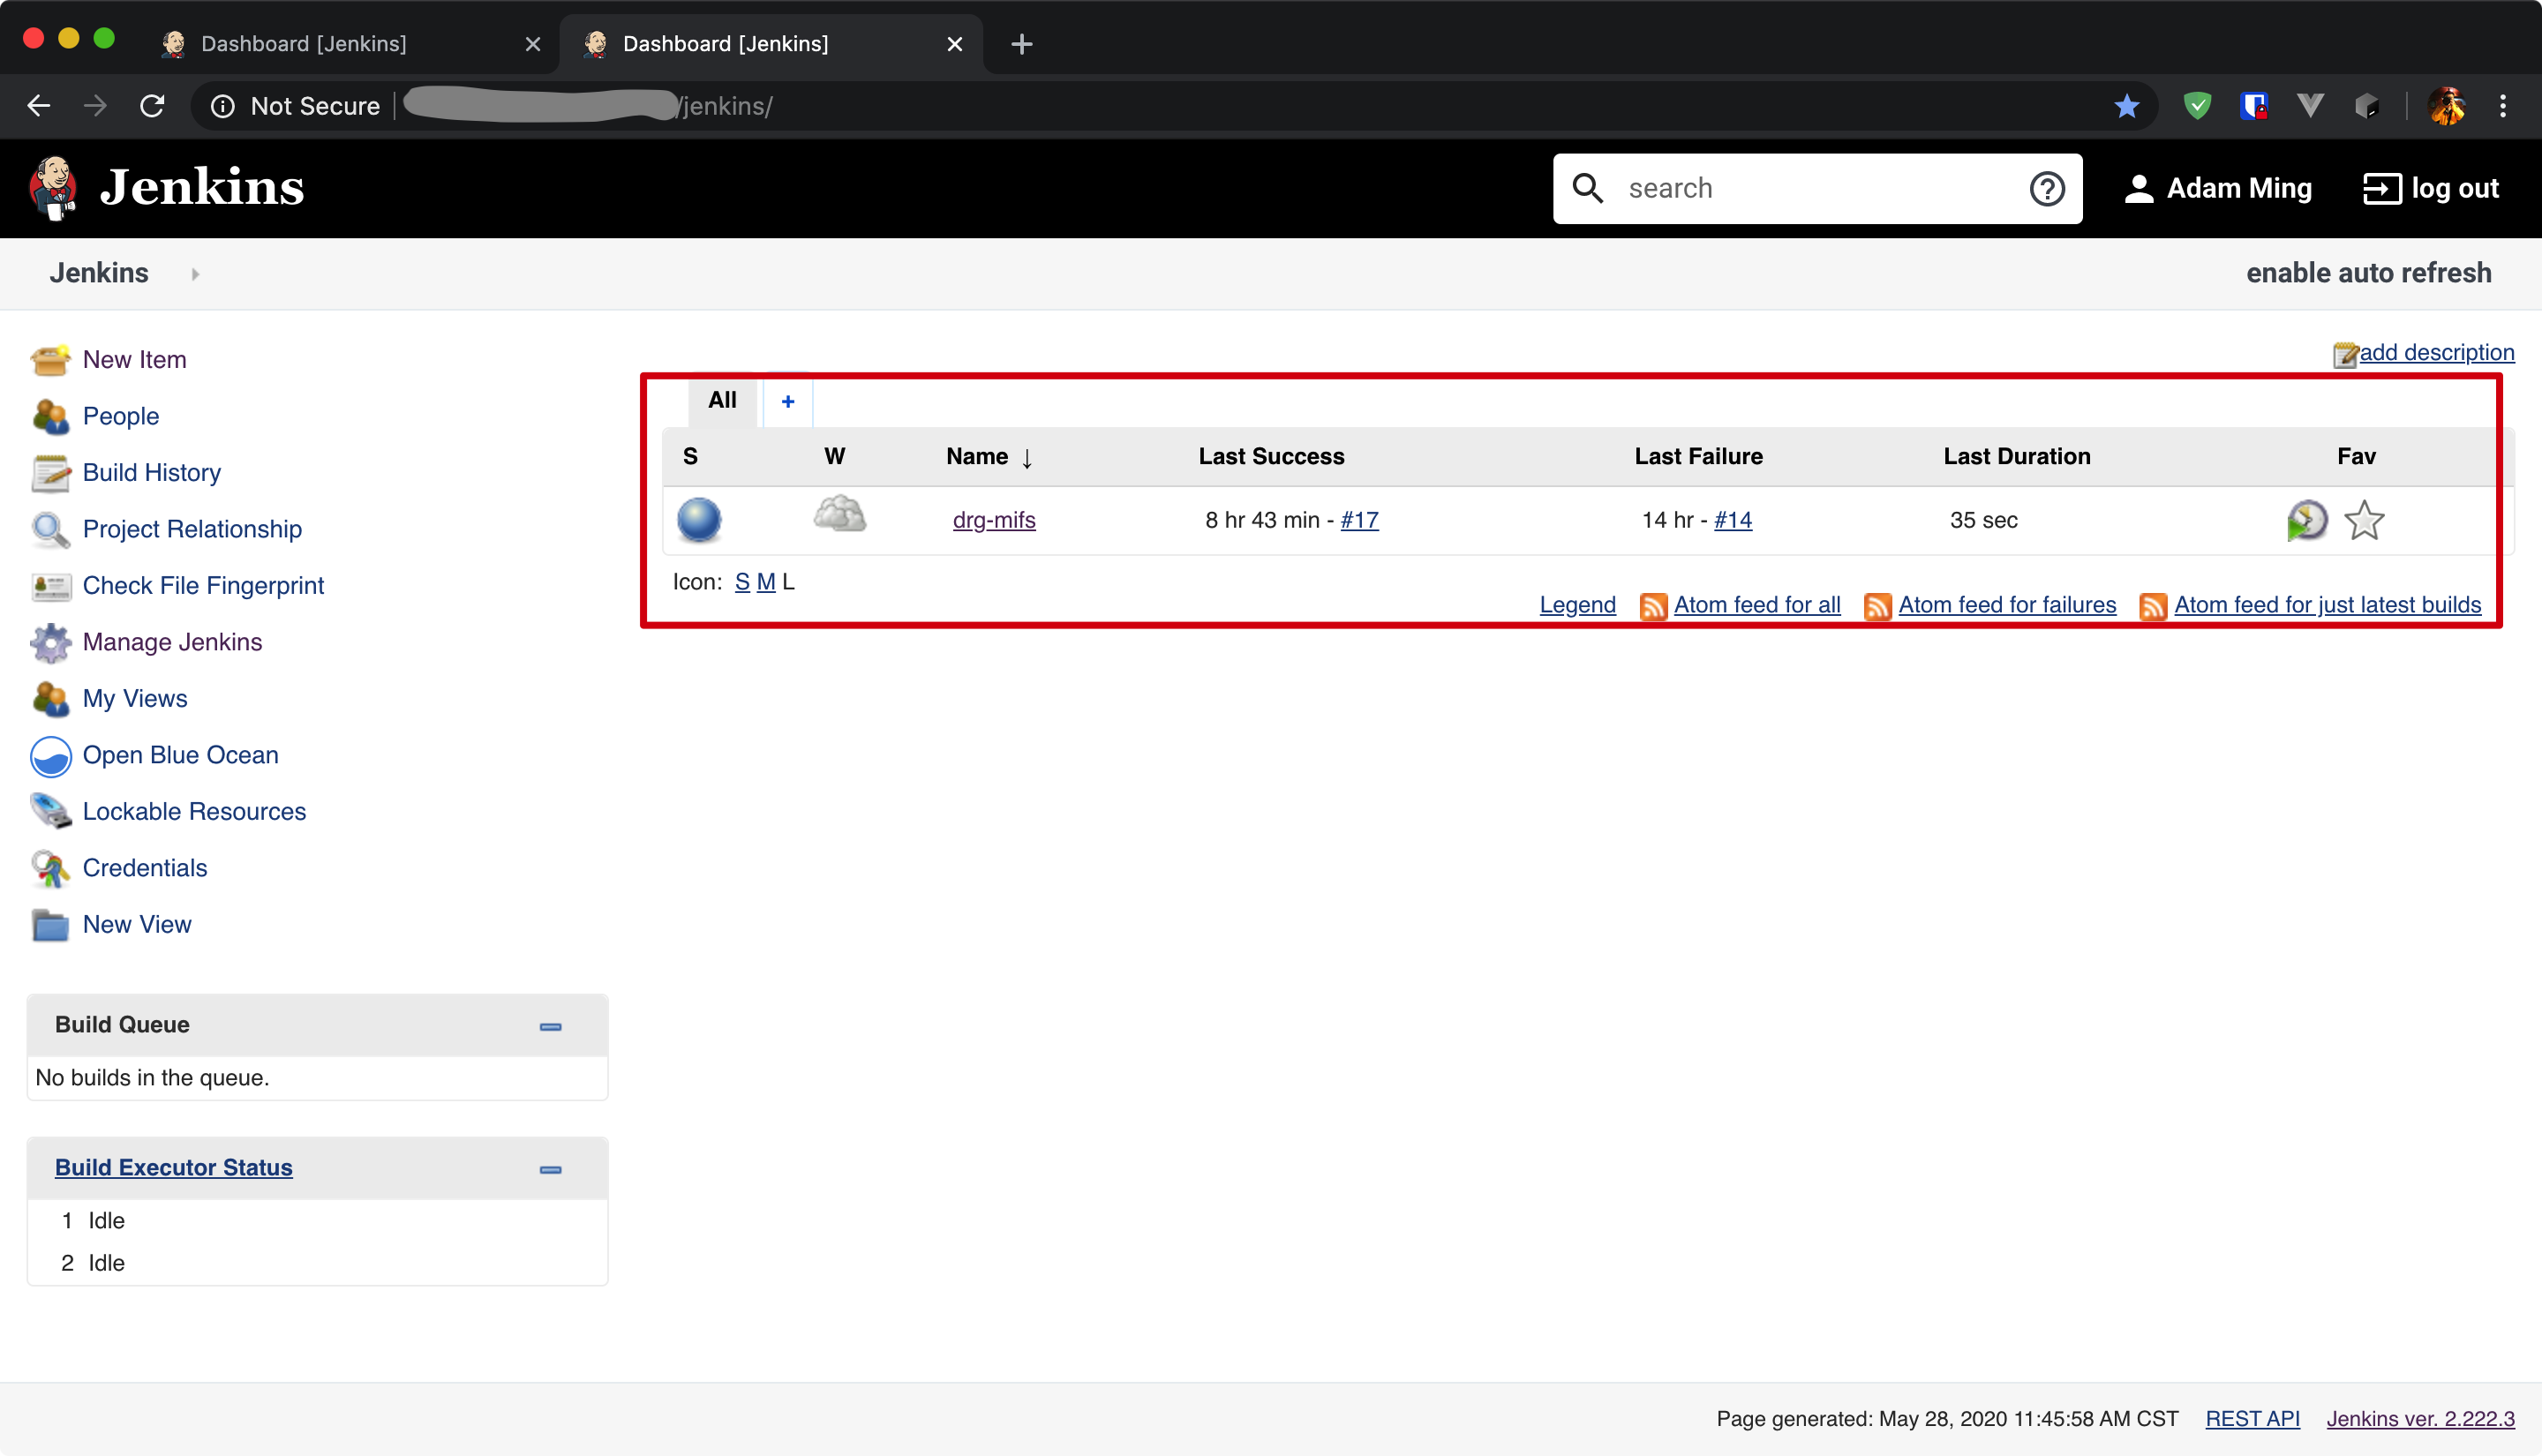 Dashboard [Jenkins]
Dashboard [Jenkins]
Not Secure
/jenkins/
Jenkins
search
Adam Ming
log out
Jenkins
enable auto refresh
New Item
People
Build History
Project Relationship
Check File Fingerprint
Manage Jenkins
My Views
Open Blue Ocean
Lockable Resources
Credentials
New View
Build Queue
No builds in the queue.
Build Executor Status
1 Idle
2 Idle
add description
All +
S W Name ↓ Last Success Last Failure Last Duration Fav
drg-mifs 8 hr 43 min - #17 14 hr - #14 35 sec
Icon: S M L
Legend Atom feed for all Atom feed for failures Atom feed for just latest builds
Page generated: May 28, 2020 11:45:58 AM CST REST API Jenkins ver. 2.222.3